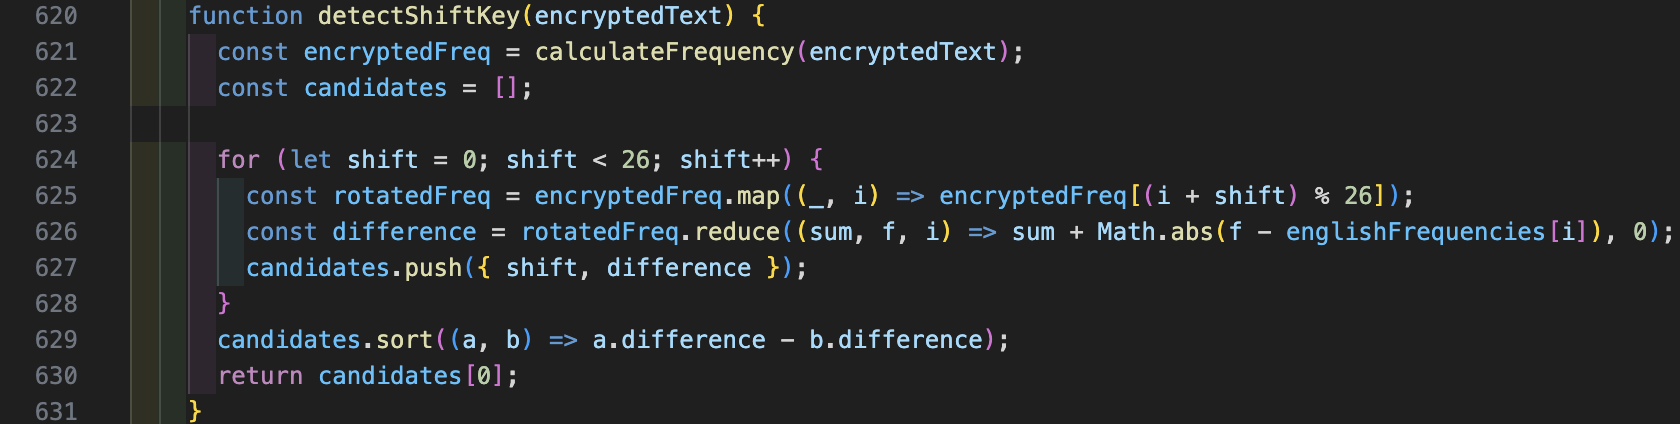 620 function detectShiftKey(encryptedText) {
621 const encryptedFreq = calculateFrequency(encryptedText);
622 const candidates = [];
623
624 for (let shift = 0; shift < 26; shift++) {
625 const rotatedFreq = encryptedFreq.map((_, i) => encryptedFreq[(i + shift) % 26]);
626 const difference = rotatedFreq.reduce((sum, f, i) => sum + Math.abs(f - englishFrequencies[i]), 0);
627 candidates.push({ shift, difference });
628 }
629 candidates.sort((a, b) => a.difference - b.difference);
630 return candidates[0];
631 }